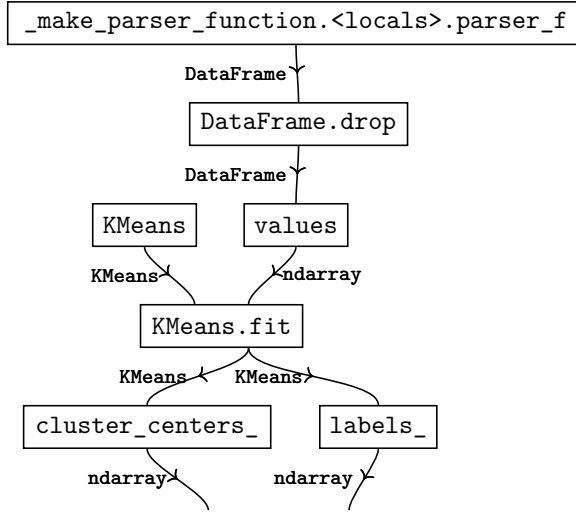 _make_parser_function.<locals>.parser_f
DataFrame
DataFrame.drop
DataFrame
KMeans values
KMeans ndarray
KMeans.fit
KMeans KMeans
cluster_centers_ labels_
ndarray ndarray